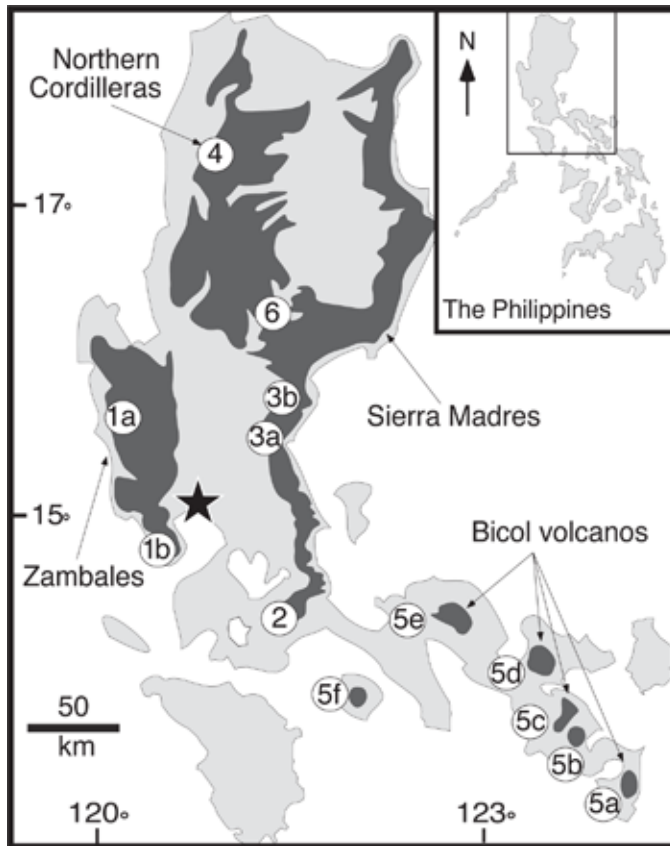 Northern
Cordilleras
N
4
17°
The Philippines
6
3b
1a
Sierra Madres
3a
15°
Bicol volcanos
1b
Zambales
2
5e
5d
5f
5c
50
km
5b
5a
120°
123°